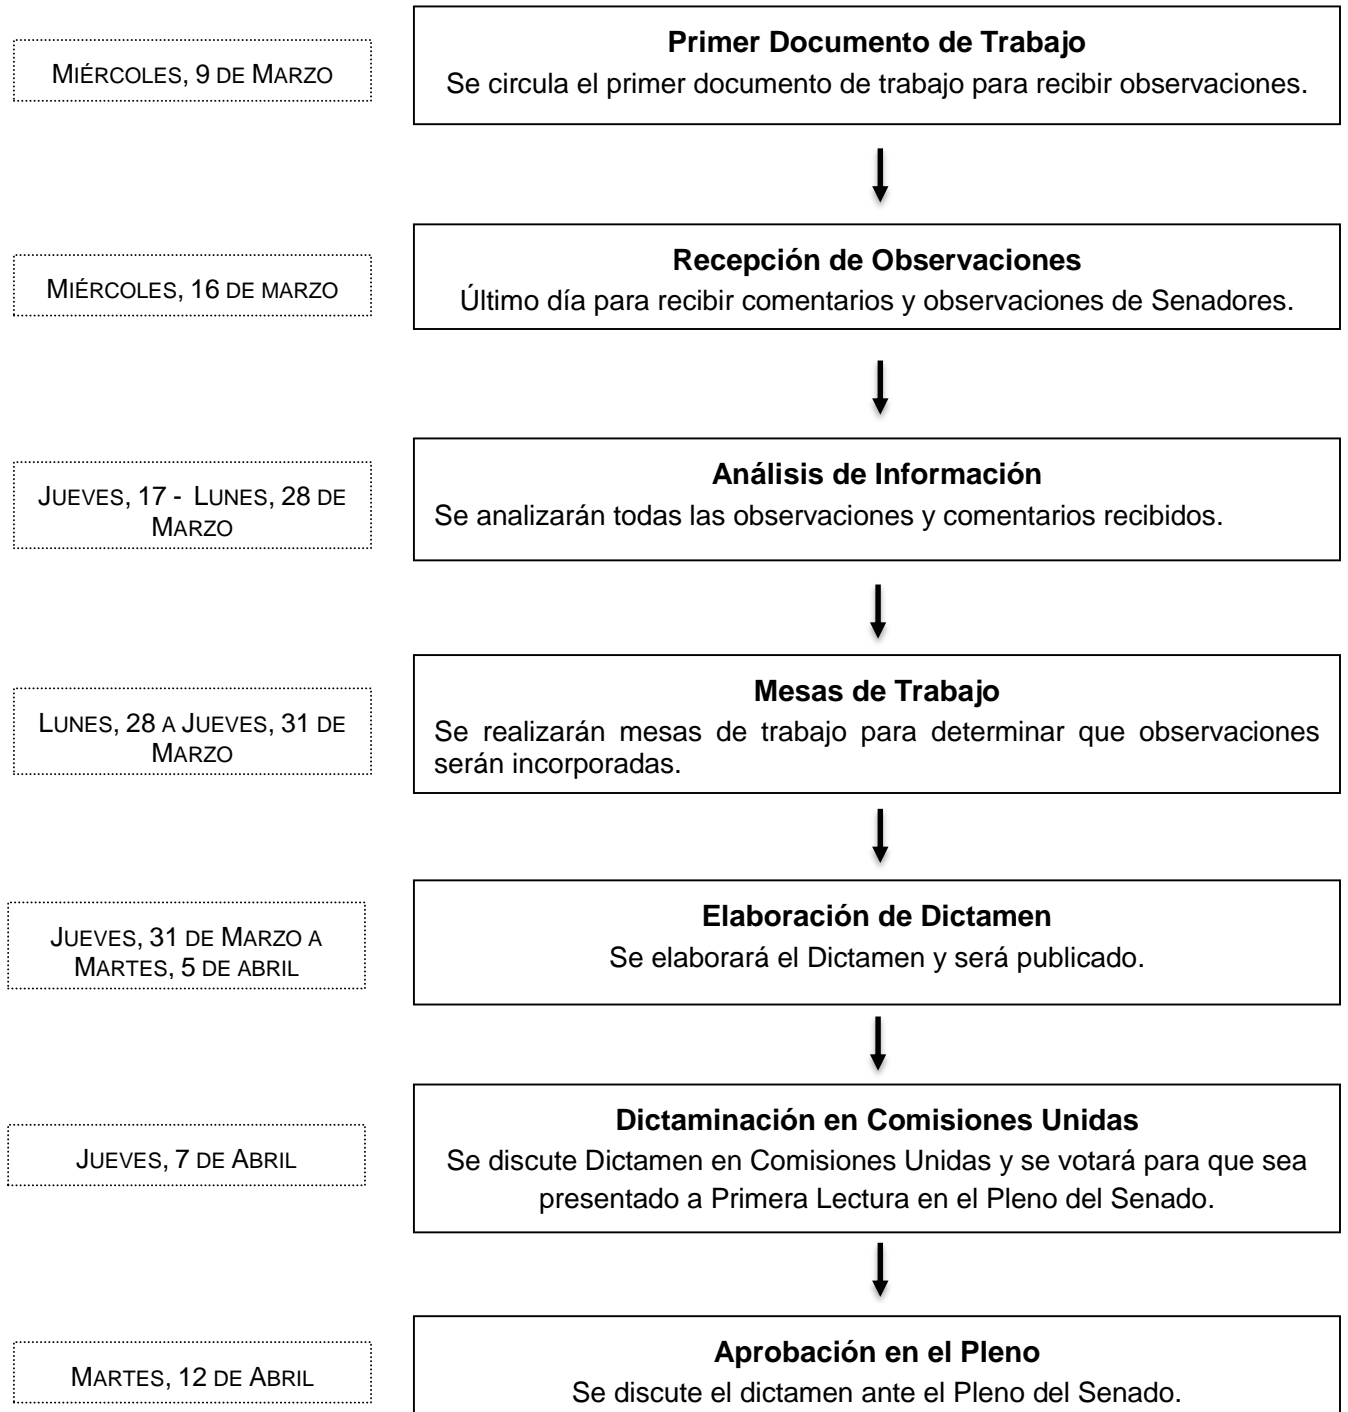 MIÉRCOLES, 9 DE MARZO
Primer Documento de Trabajo
Se circula el primer documento de trabajo para recibir observaciones.
MIÉRCOLES, 16 DE MARZO
Recepción de Observaciones
Último día para recibir comentarios y observaciones de Senadores.
JUEVES, 17 - LUNES, 28 DE
MARZO
Análisis de Información
Se analizarán todas las observaciones y comentarios recibidos.
LUNES, 28 A JUEVES, 31 DE
MARZO
Mesas de Trabajo
Se realizarán mesas de trabajo para determinar que observaciones
serán incorporadas.
JUEVES, 31 DE MARZO A
MARTES, 5 DE ABRIL
Elaboración de Dictamen
Se elaborará el Dictamen y será publicado.
JUEVES, 7 DE ABRIL
Dictaminación en Comisiones Unidas
Se discute Dictamen en Comisiones Unidas y se votará para que sea
presentado a Primera Lectura en el Pleno del Senado.
MARTES, 12 DE ABRIL
Aprobación en el Pleno
Se discute el dictamen ante el Pleno del Senado.